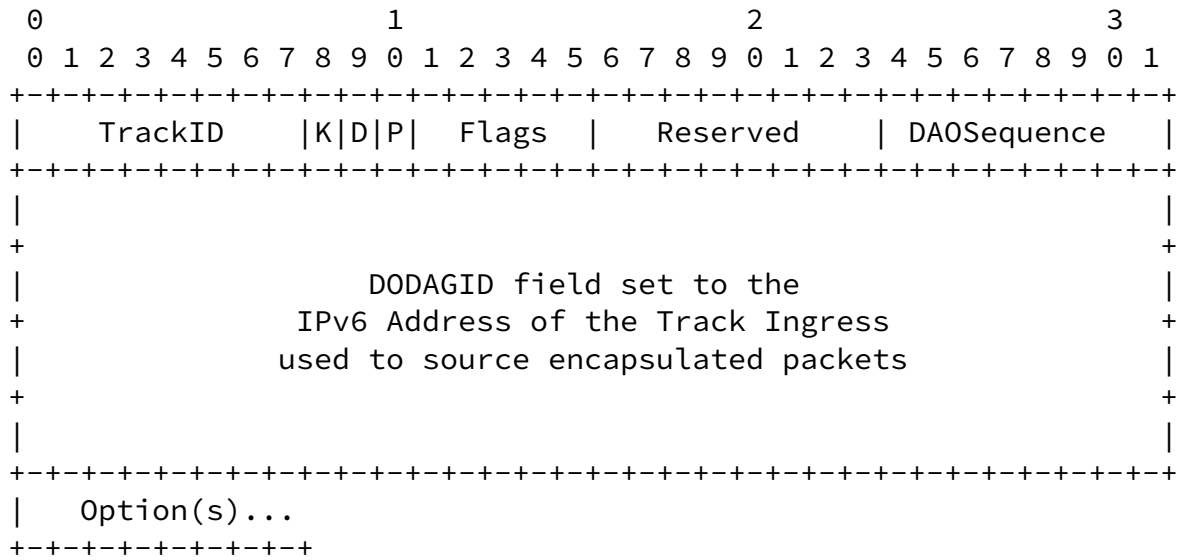 0                   1                   2                   3
 0 1 2 3 4 5 6 7 8 9 0 1 2 3 4 5 6 7 8 9 0 1 2 3 4 5 6 7 8 9 0 1
+-+-+-+-+-+-+-+-+-+-+-+-+-+-+-+-+-+-+-+-+-+-+-+-+-+-+-+-+-+-+-+-+
|    TrackID    |K|D|P|  Flags  |   Reserved    | DAOSequence   |
+-+-+-+-+-+-+-+-+-+-+-+-+-+-+-+-+-+-+-+-+-+-+-+-+-+-+-+-+-+-+-+-+
|                                                               |
+                                                               +
|                   DODAGID field set to the                    |
+               IPv6 Address of the Track Ingress               +
|              used to source encapsulated packets              |
+                                                               +
|                                                               |
+-+-+-+-+-+-+-+-+-+-+-+-+-+-+-+-+-+-+-+-+-+-+-+-+-+-+-+-+-+-+-+-+
|   Option(s)...
+-+-+-+-+-+-+-+-+